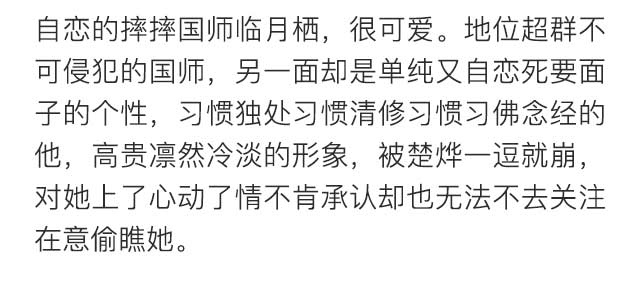 自恋的摔摔国师临月栖，很可爱。地位超群不
可侵犯的国师，另一面却是单纯又自恋死要面
子的个性，习惯独处习惯清修习惯习佛念经的
他，高贵凛然冷淡的形象，被楚烨一逗就崩，
对她上了心动了情不肯承认却也无法不去关注
在意偷瞧她。